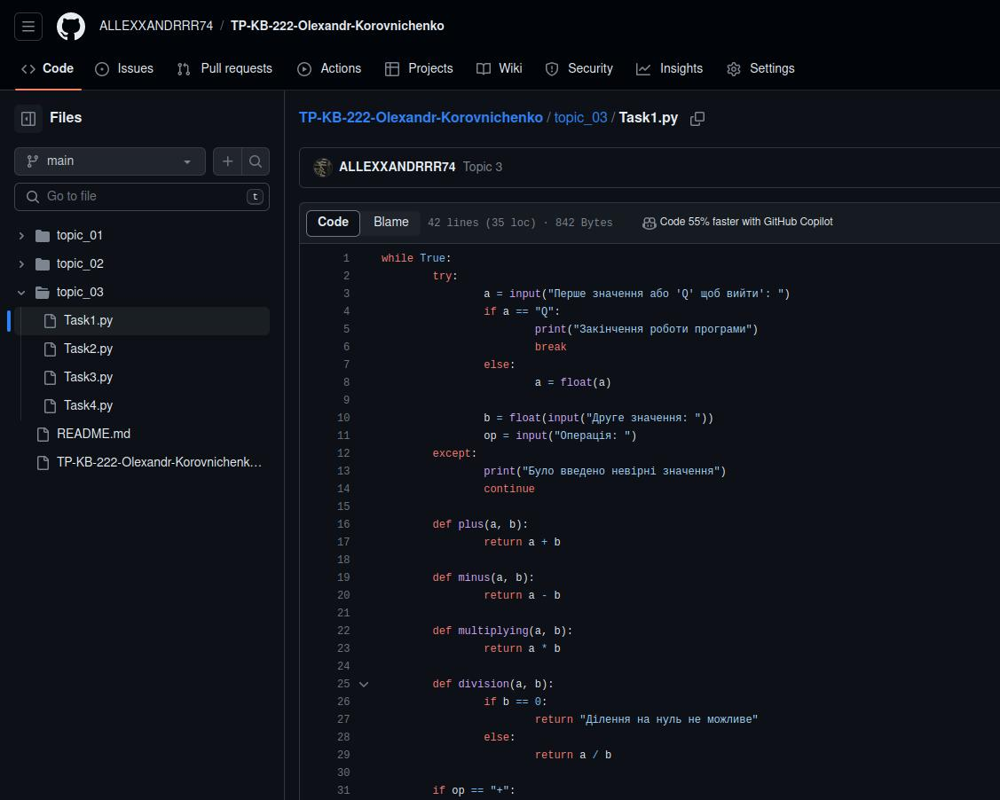 ALLEXXANDRRR74 / TP-KB-222-Olexandr-Korovnichenko
Code Issues Pull requests Actions Projects Wiki Security Insights Settings
Files
main
Go to file t
topic_01
topic_02
topic_03
Task1.py
Task2.py
Task3.py
Task4.py
README.md
TP-KB-222-Olexandr-Korovnichenk...
TP-KB-222-Olexandr-Korovnichenko / topic_03 / Task1.py
ALLEXXANDRRR74 Topic 3
Code Blame 42 lines (35 loc) · 842 Bytes Code 55% faster with GitHub Copilot
1 while True:
2 try:
3 a = input("Перше значення або 'Q' щоб вийти': ")
4 if a == "Q":
5 print("Закінчення роботи програми")
6 break
7 else:
8 a = float(a)
9
10 b = float(input("Друге значення: "))
11 op = input("Операція: ")
12 except:
13 print("Було введено невірні значення")
14 continue
15
16 def plus(a, b):
17 return a + b
18
19 def minus(a, b):
20 return a - b
21
22 def multiplying(a, b):
23 return a * b
24
25 def division(a, b):
26 if b == 0:
27 return "Ділення на нуль не можливе"
28 else:
29 return a / b
30
31 if op == "+":